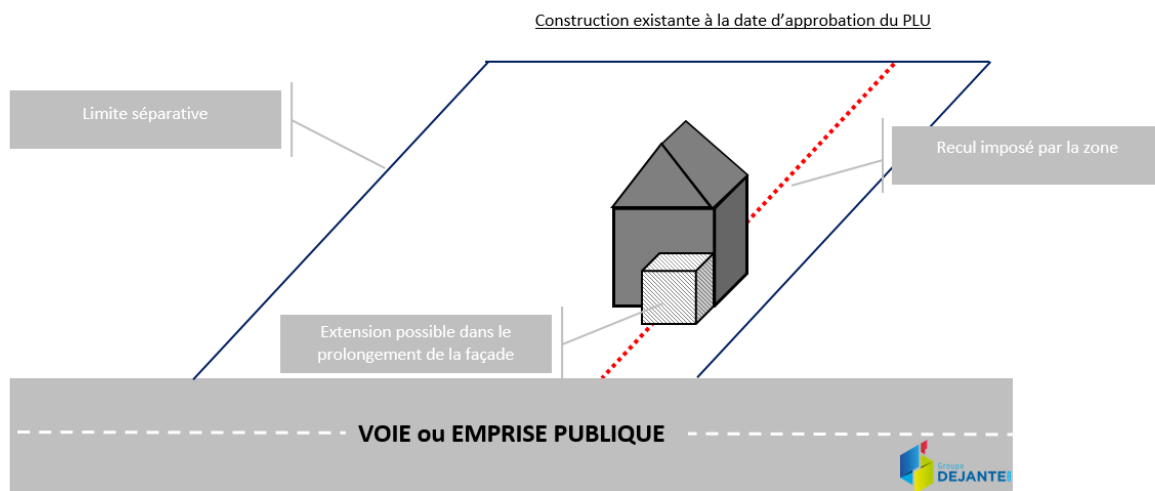 Construction existante à la date d'approbation du PLU
Limite séparative
Recul imposé par la zone
Extension possible dans le
prolongement de la façade
VOIE ou EMPRISE PUBLIQUE
Groupe
DEJANTE